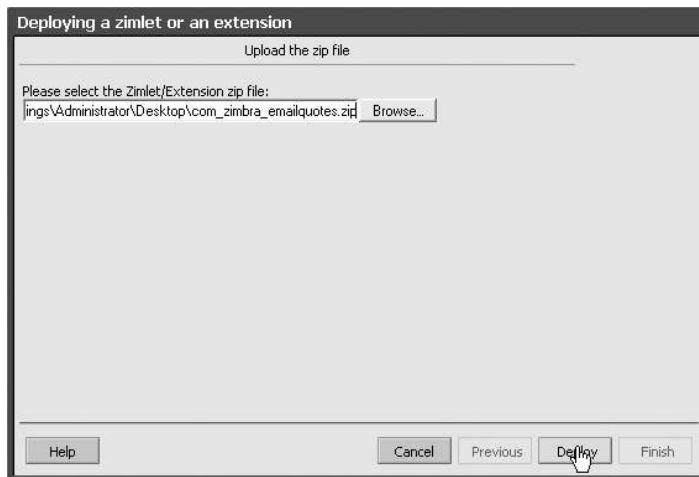 Deploying a zimlet or an extension
Upload the zip file
Please select the Zimlet/Extension zip file:
ings\Administrator\Desktop\com_zimbra_emailquotes.zip Browse...
Help Cancel Previous Deploy Finish